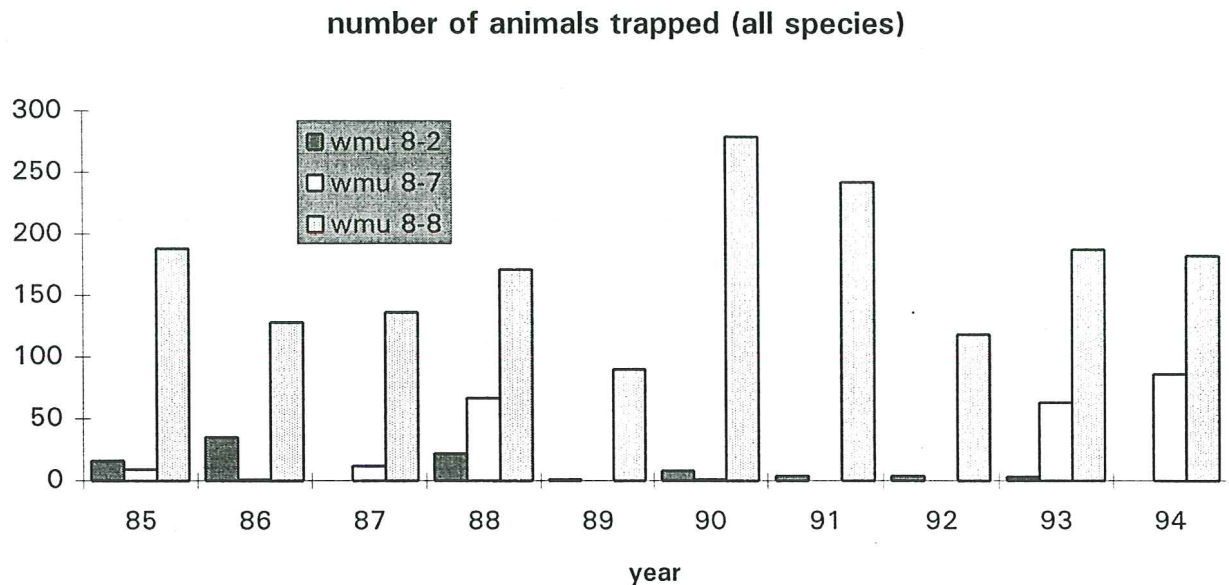 number of animals trapped (all species)
300
250
200
150
100
50
0
wmu 8-2
wmu 8-7
wmu 8-8
85 86 87 88 89 90 91 92 93 94
year